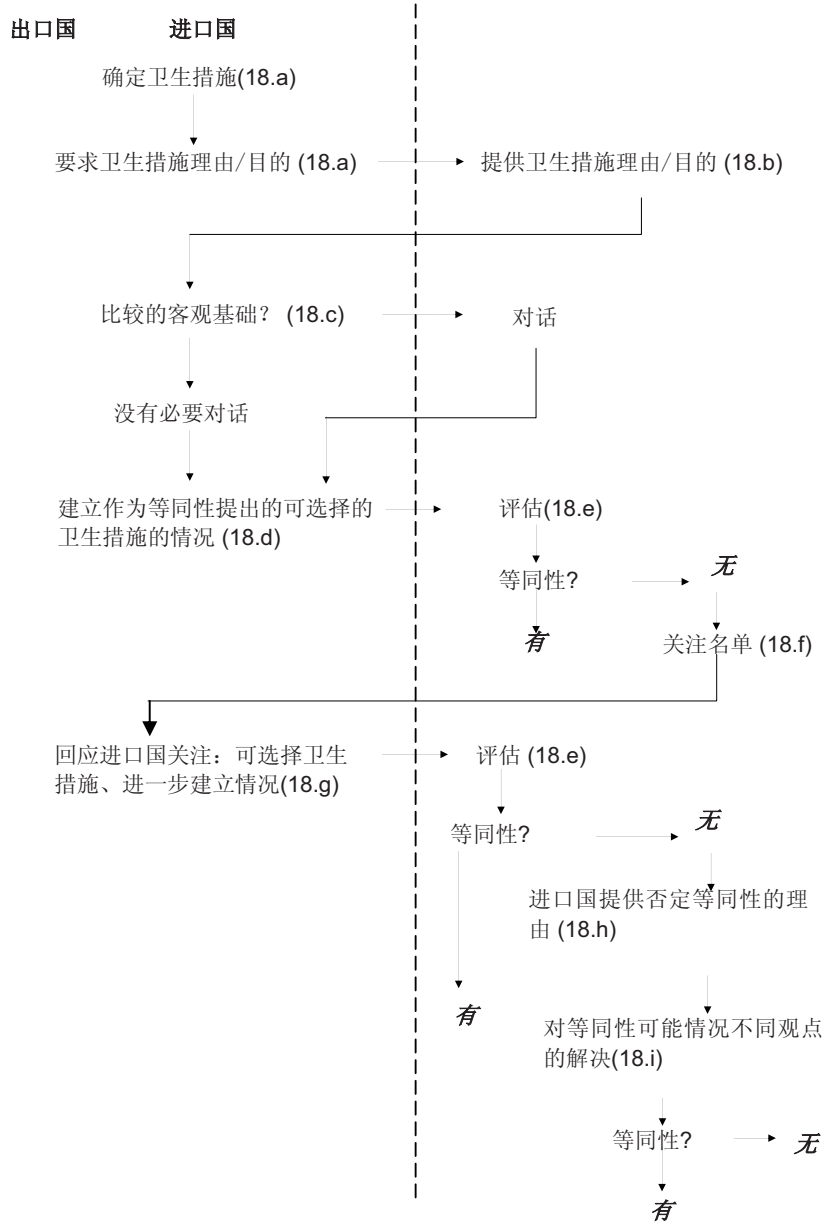 出口国 进口国
确定卫生措施(18.a)
要求卫生措施理由/目的 (18.a)
提供卫生措施理由/目的 (18.b)
比较的客观基础？ (18.c)
对话
没有必要对话
建立作为等同性提出的可选择的
卫生措施的情况 (18.d)
评估(18.e)
等同性?
无
有
关注名单 (18.f)
回应进口国关注：可选择卫生
措施、进一步建立情况(18.g)
评估 (18.e)
等同性?
无
进口国提供否定等同性的理
由 (18.h)
有
对等同性可能情况不同观点
的解决(18.i)
等同性?
无
有